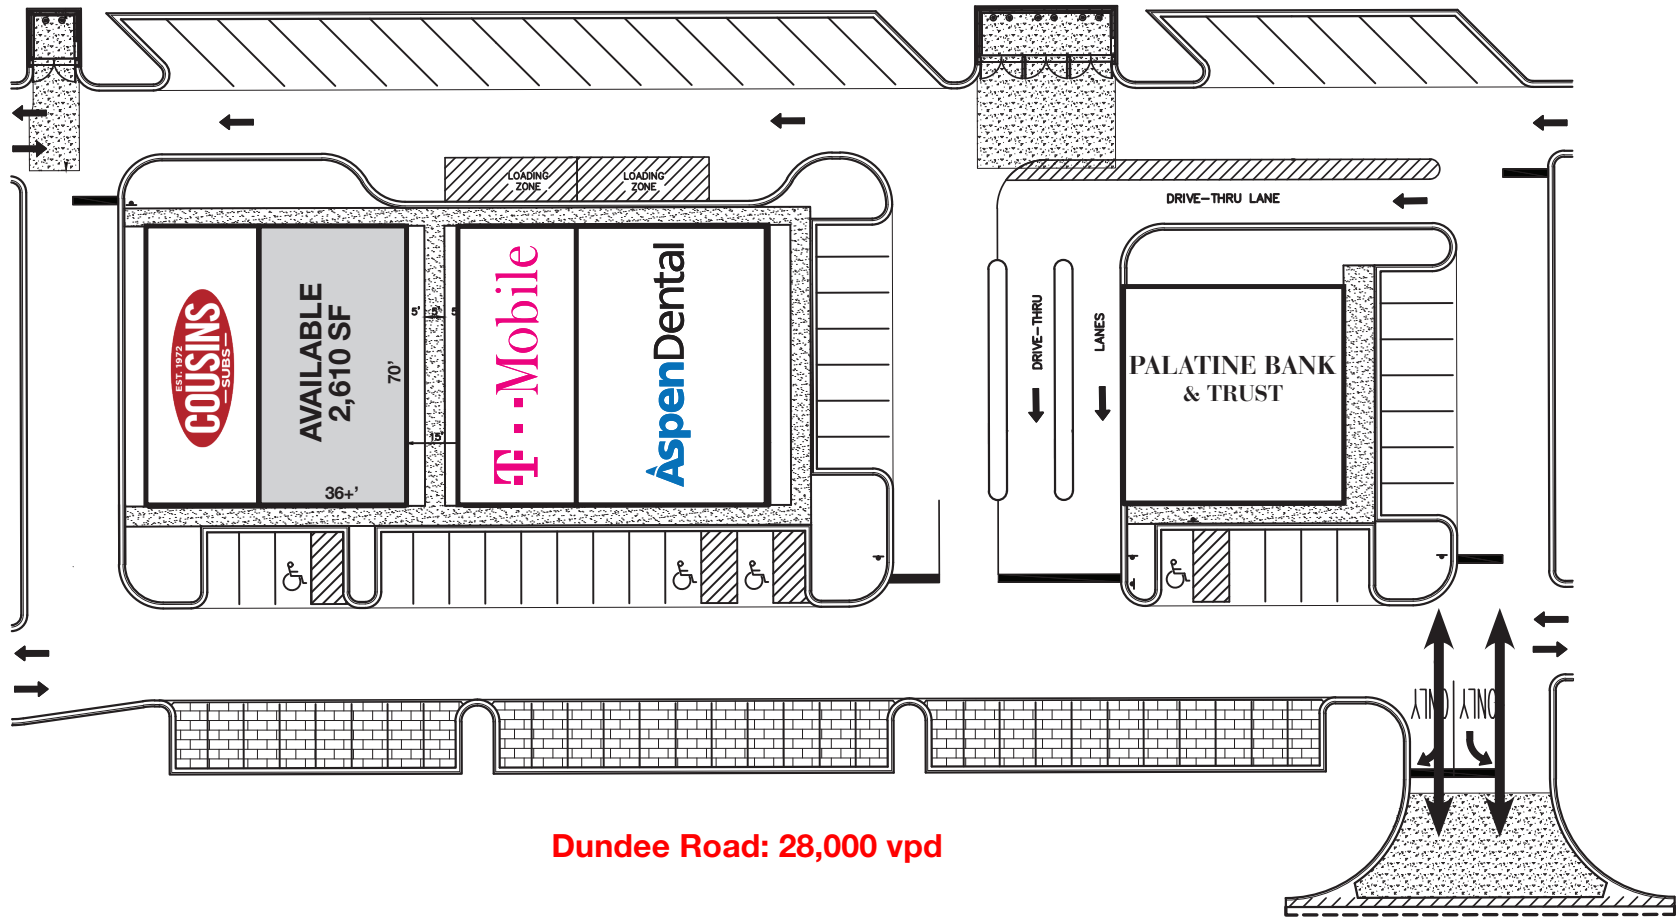 LOADING
ZONE
LOADING
ZONE
DRIVE-THRU LANE
EST. 1972
COUSINS
SUBS
AVAILABLE
2,610 SF
70'
36+'
5'
5'
5'
15'
T Mobile
AspenDental
DRIVE-THRU
LANES
PALATINE BANK
& TRUST
ONLY
ONLY
Dundee Road: 28,000 vpd